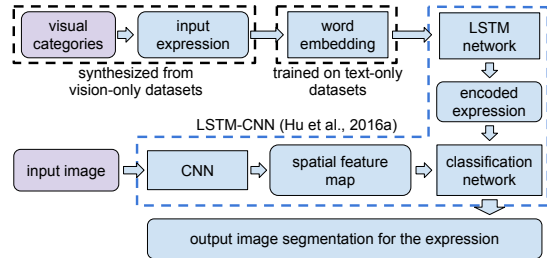 visual
categories
input
expression
word
embedding
LSTM
network
synthesized from
vision-only datasets
trained on text-only
datasets
encoded
expression
LSTM-CNN (Hu et al., 2016a)
input image
CNN
spatial feature
map
classification
network
output image segmentation for the expression